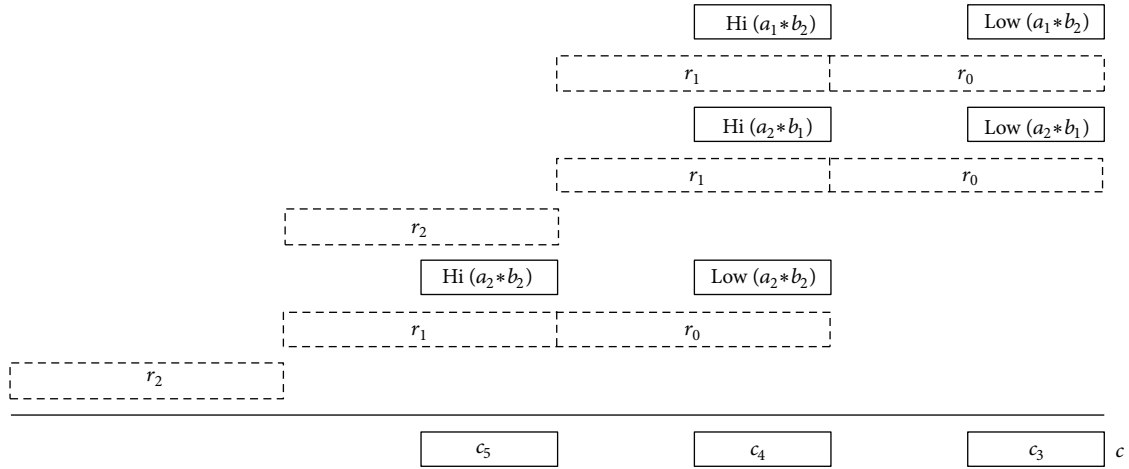 Hi (a₁*b₂) Low (a₁*b₂)
r₁ r₀
Hi (a₂*b₁) Low (a₂*b₁)
r₁ r₀
r₂
Hi (a₂*b₂) Low (a₂*b₂)
r₁ r₀
r₂
c₅ c₄ c₃ c